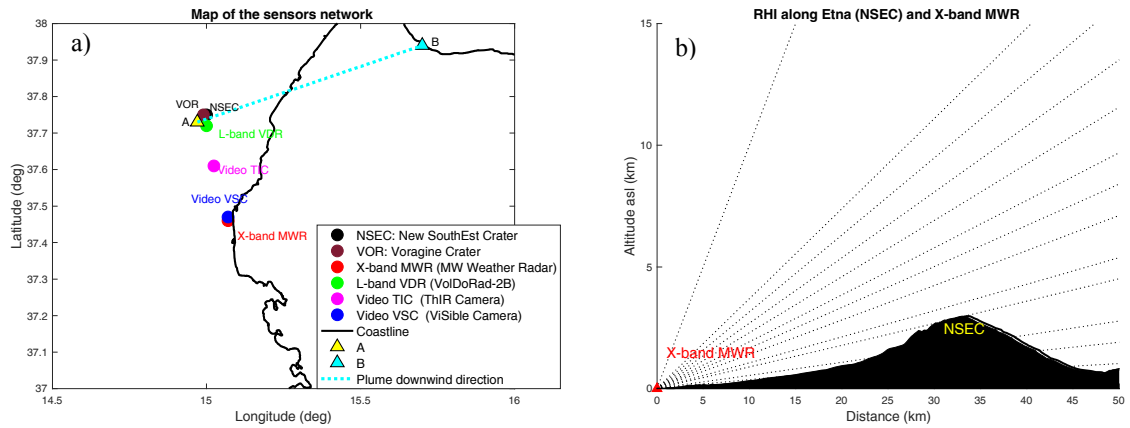 Map of the sensors network
a)
38
37.9
37.8
37.7
37.6
37.5
37.4
37.3
37.2
37.1
37
Latitude (deg)
14.5
15
15.5
16
Longitude (deg)
B
VOR
NSEC
A
L-band VDR
Video TIC
Video VSC
X-band MWR
NSEC: New SouthEst Crater
VOR: Voragine Crater
X-band MWR (MW Weather Radar)
L-band VDR (VolDoRad-2B)
Video TIC (ThIR Camera)
Video VSC (ViSible Camera)
Coastline
A
B
Plume downwind direction
RHI along Etna (NSEC) and X-band MWR
b)
15
10
5
0
Altitude asl (km)
X-band MWR
NSEC
0
5
10
15
20
25
30
35
40
45
50
Distance (km)